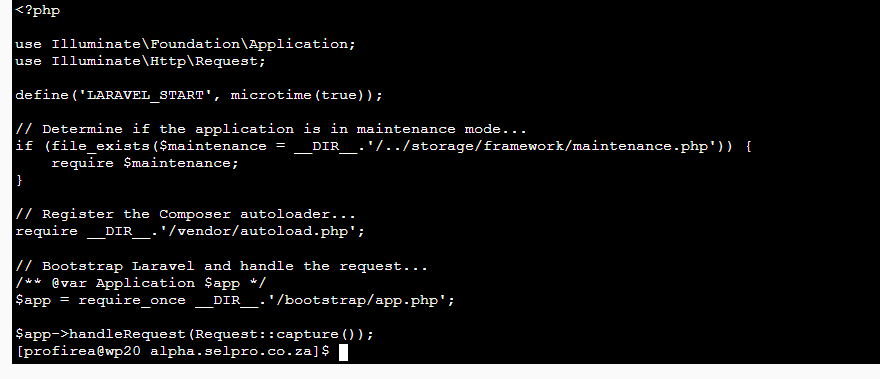 <?php
use Illuminate\Foundation\Application;
use Illuminate\Http\Request;
define('LARAVEL_START', microtime(true));
// Determine if the application is in maintenance mode...
if (file_exists($maintenance = __DIR__.'/../storage/framework/maintenance.php')) {
    require $maintenance;
}
// Register the Composer autoloader...
require __DIR__.'/vendor/autoload.php';
// Bootstrap Laravel and handle the request...
/** @var Application $app */
$app = require_once __DIR__.'/bootstrap/app.php';
$app->handleRequest(Request::capture());
[profirea@wp20 alpha.selpro.co.za]$